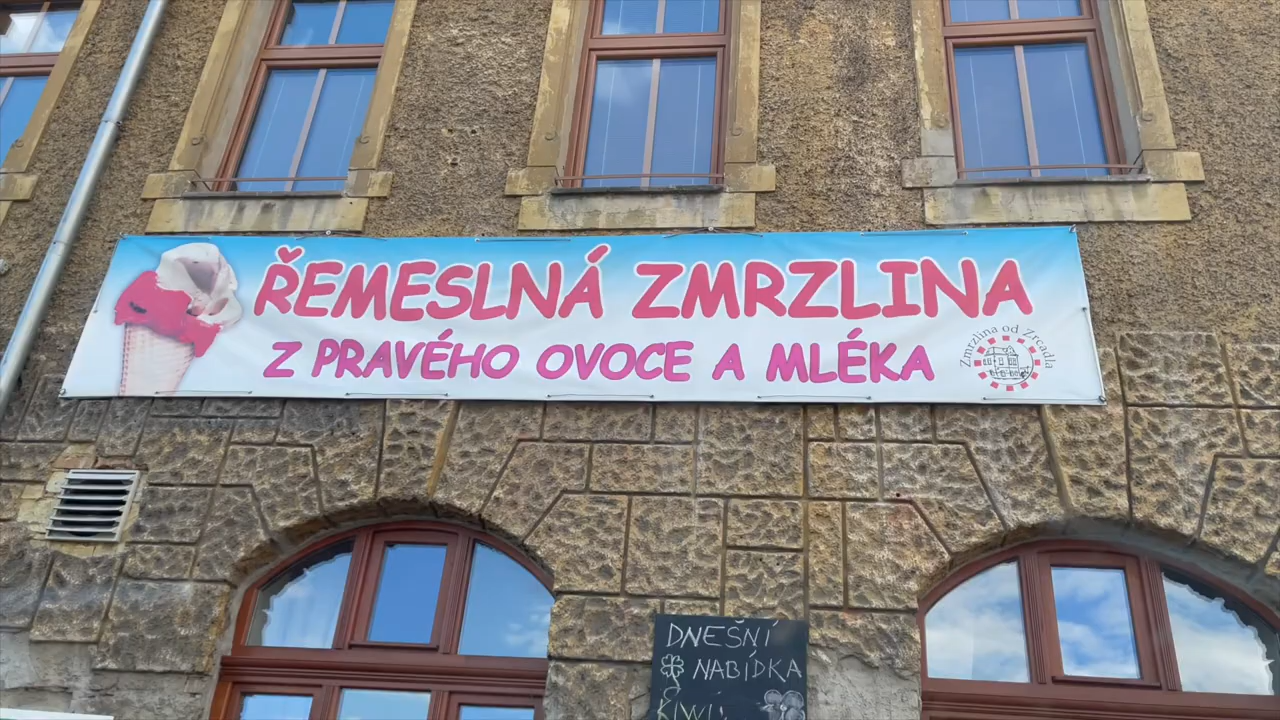 ŘEMESLNÁ ZMRZLINA
Z PRAVÉHO OVOCE A MLÉKA
Zmrzlina od Zrcadla
DNEŠNÍ
NABÍDKA
KIWI